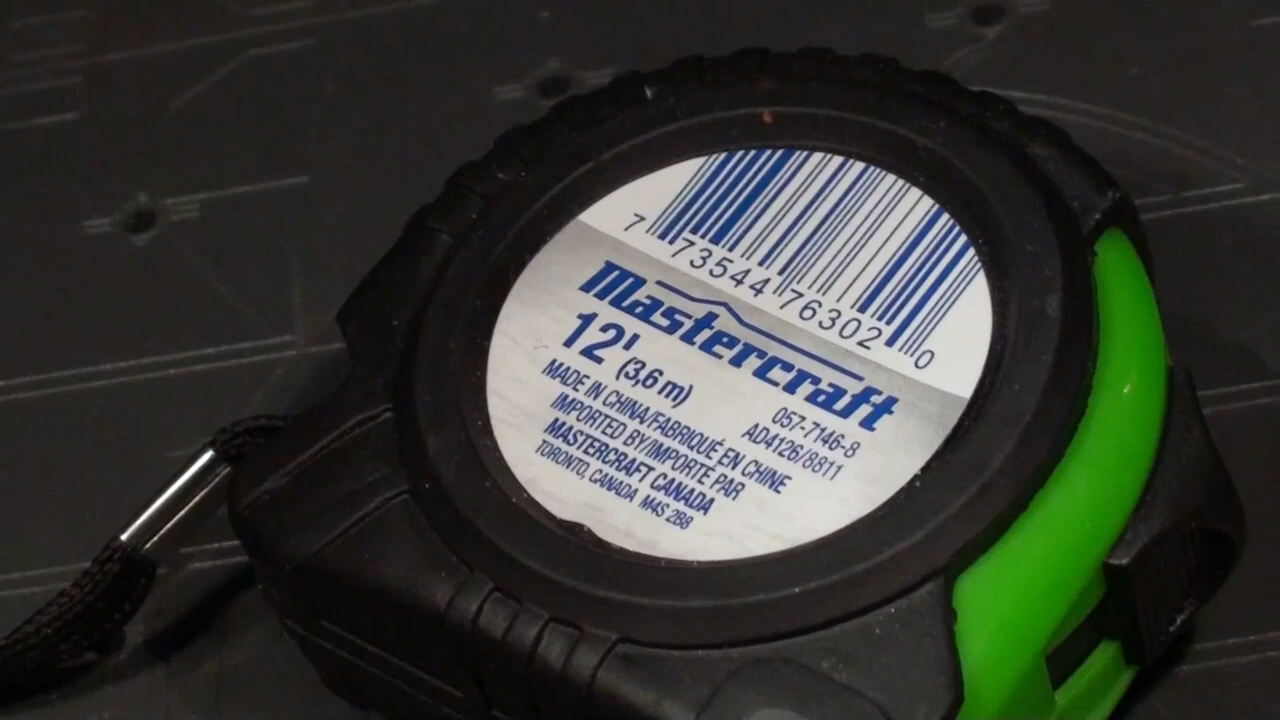 7 73544 76302 0
Mastercraft
12' (3,6 m)
057-7146-8
AD4126/8811
MADE IN CHINA/FABRIQUÉ EN CHINE
IMPORTED BY/IMPORTÉ PAR
MASTERCRAFT CANADA
TORONTO, CANADA M4S 2B8